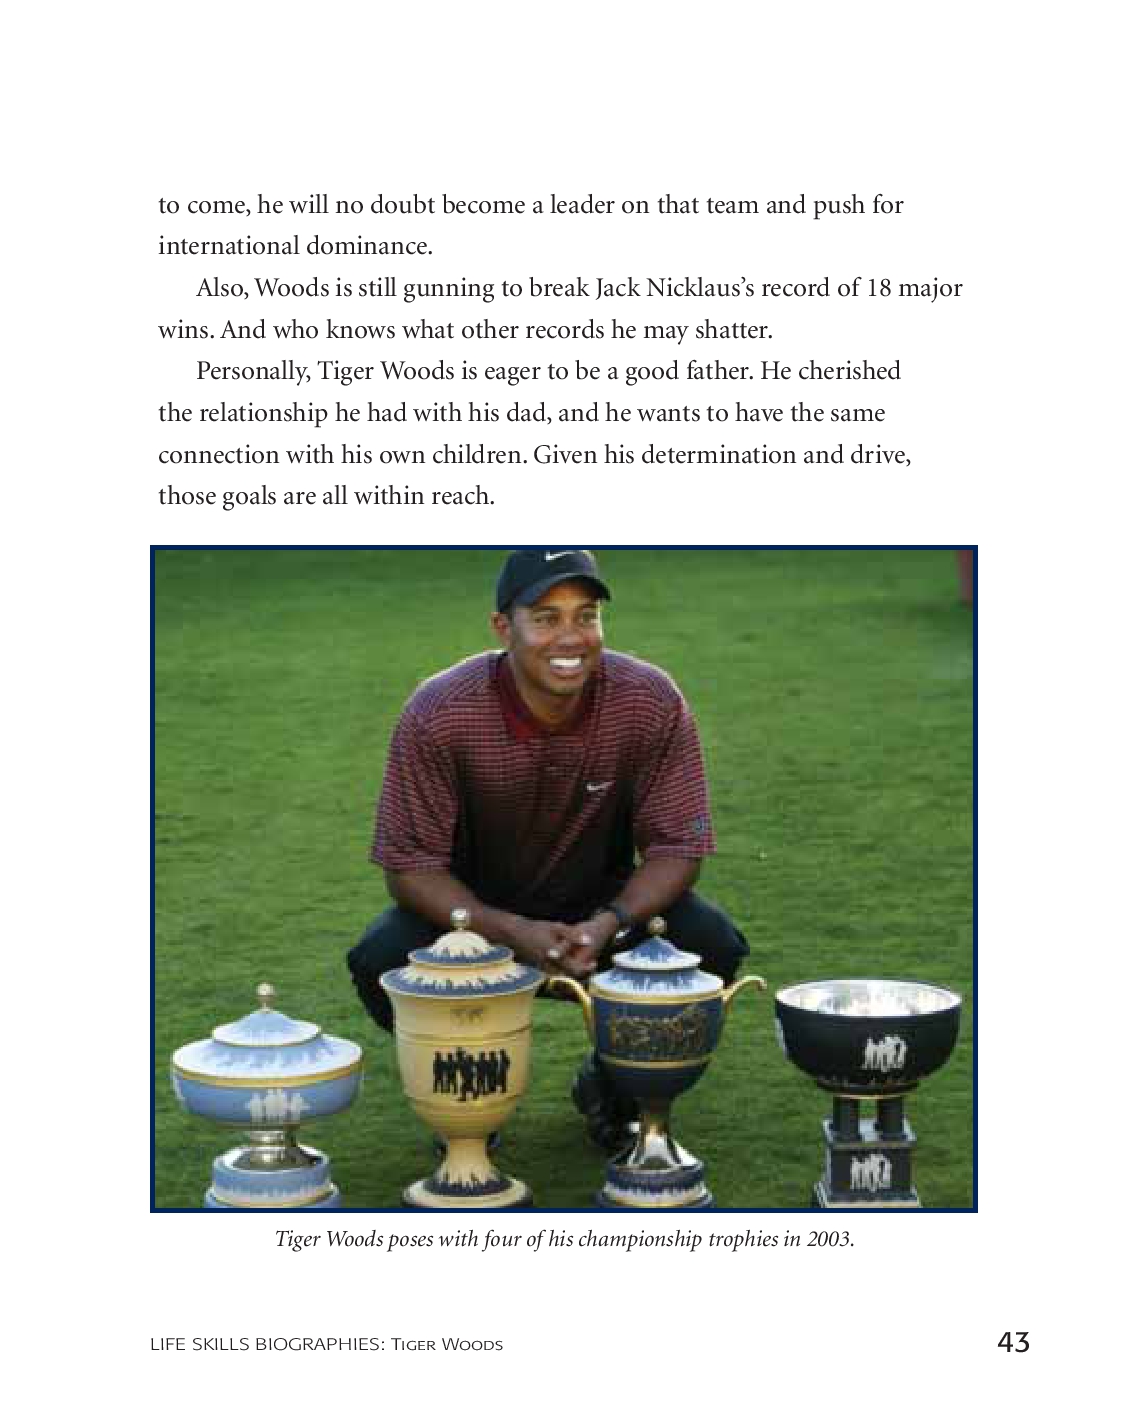 to come, he will no doubt become a leader on that team and push for
international dominance.
Also, Woods is still gunning to break Jack Nicklaus’s record of 18 major
wins. And who knows what other records he may shatter.
Personally, Tiger Woods is eager to be a good father. He cherished
the relationship he had with his dad, and he wants to have the same
connection with his own children. Given his determination and drive,
those goals are all within reach.
Tiger Woods poses with four of his championship trophies in 2003.
LIFE SKILLS BIOGRAPHIES: TIGER WOODS
43